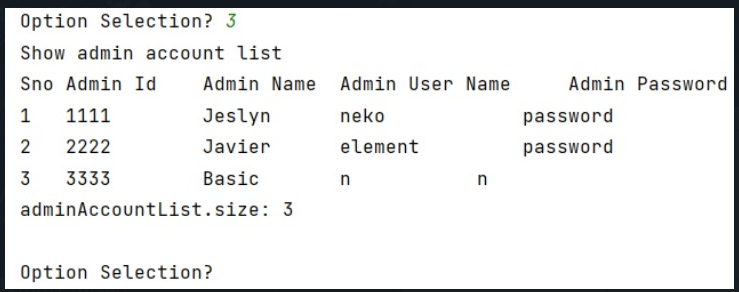 Option Selection? 3
Show admin account list
Sno Admin Id    Admin Name  Admin User Name     Admin Password
1   1111        Jeslyn      neko            password
2   2222        Javier      element         password
3   3333        Basic       n           n
adminAccountList.size: 3
Option Selection?